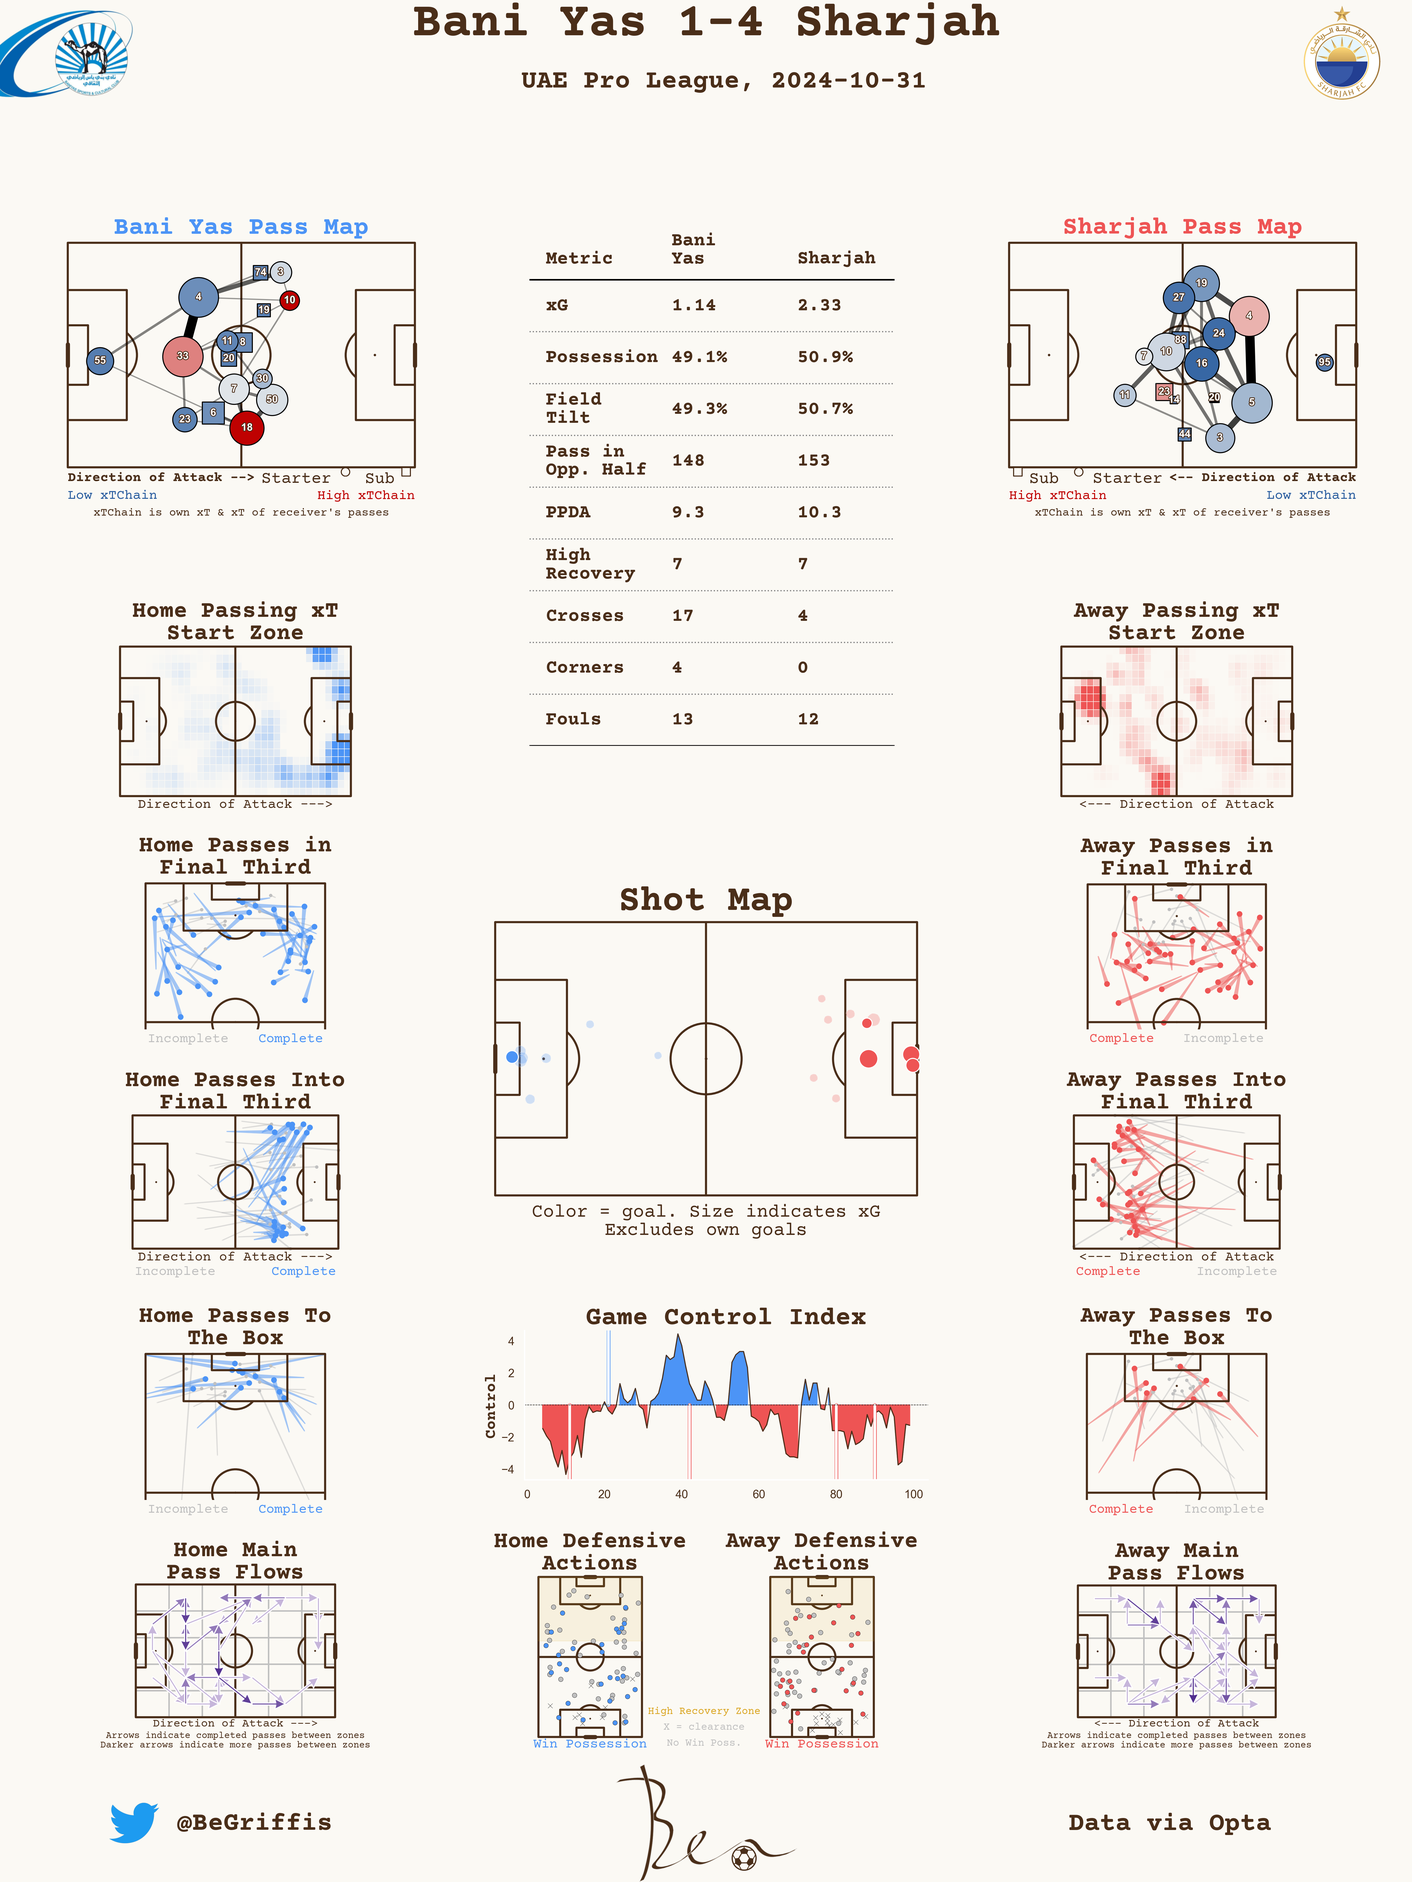 Bani Yas 1-4 Sharjah
UAE Pro League, 2024-10-31
SHARJAH FC
Bani Yas Pass Map
74
3
4
10
19
11
8
33
20
55
30
7
50
6
23
18
Direction of Attack --> Starter Sub
Low xTChain High xTChain
xTChain is own xT & xT of receiver's passes
Metric Bani Yas Sharjah
xG 1.14 2.33
Possession 49.1% 50.9%
Field Tilt 49.3% 50.7%
Pass in Opp. Half 148 153
PPDA 9.3 10.3
High Recovery 7 7
Crosses 17 4
Corners 4 0
Fouls 13 12
Sharjah Pass Map
19
27
4
24
88
10
7
16
95
23
11
14
20
5
44
3
Sub Starter <-- Direction of Attack
High xTChain Low xTChain
xTChain is own xT & xT of receiver's passes
Home Passing xT
Start Zone
Direction of Attack --->
Away Passing xT
Start Zone
<--- Direction of Attack
Home Passes in
Final Third
Incomplete Complete
Away Passes in
Final Third
Complete Incomplete
Shot Map
Color = goal. Size indicates xG
Excludes own goals
Home Passes Into
Final Third
Direction of Attack --->
Incomplete Complete
Away Passes Into
Final Third
<--- Direction of Attack
Complete Incomplete
Home Passes To
The Box
Incomplete Complete
Game Control Index
Control
4
2
0
−2
−4
0 20 40 60 80 100
Away Passes To
The Box
Complete Incomplete
Home Main
Pass Flows
Direction of Attack --->
Arrows indicate completed passes between zones
Darker arrows indicate more passes between zones
Home Defensive
Actions
Win Possession
High Recovery Zone
X = clearance
No Win Poss.
Away Defensive
Actions
Win Possession
Away Main
Pass Flows
<--- Direction of Attack
Arrows indicate completed passes between zones
Darker arrows indicate more passes between zones
@BeGriffis
Ben
Data via Opta